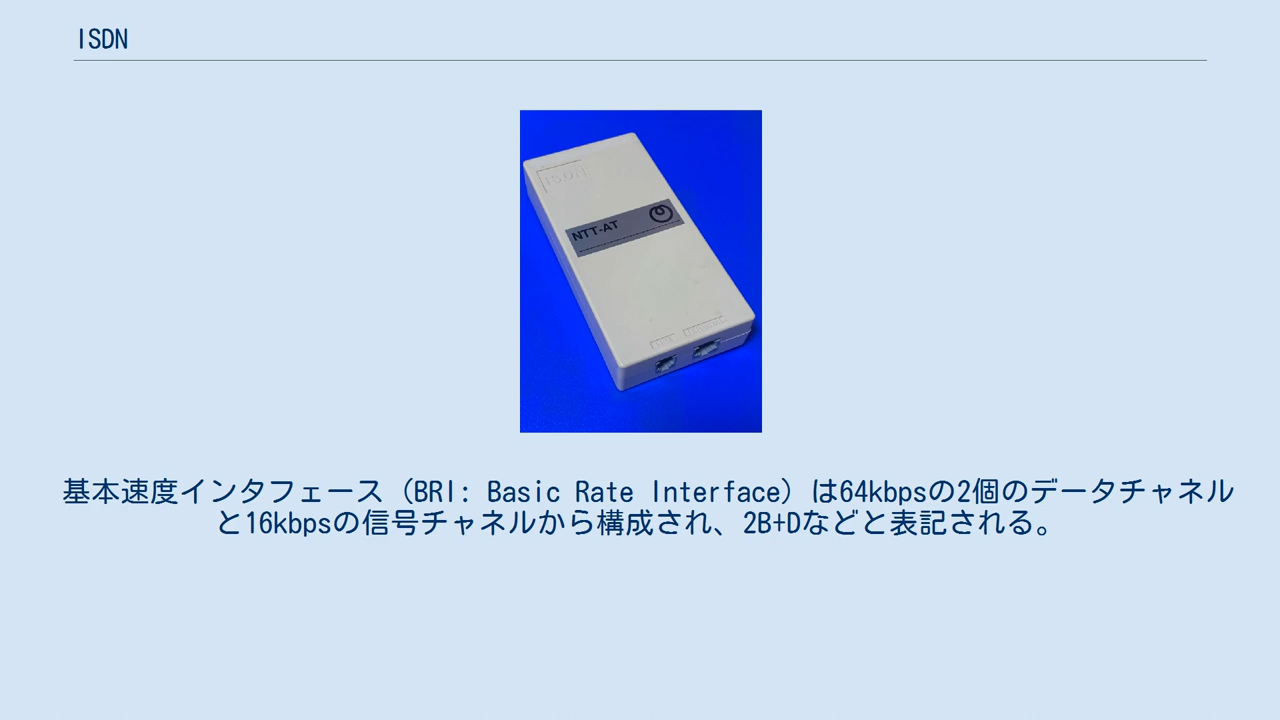 ISDN
NTT-AT
基本速度インタフェース（BRI: Basic Rate Interface）は64kbpsの2個のデータチャネル
と16kbpsの信号チャネルから構成され、2B+Dなどと表記される。